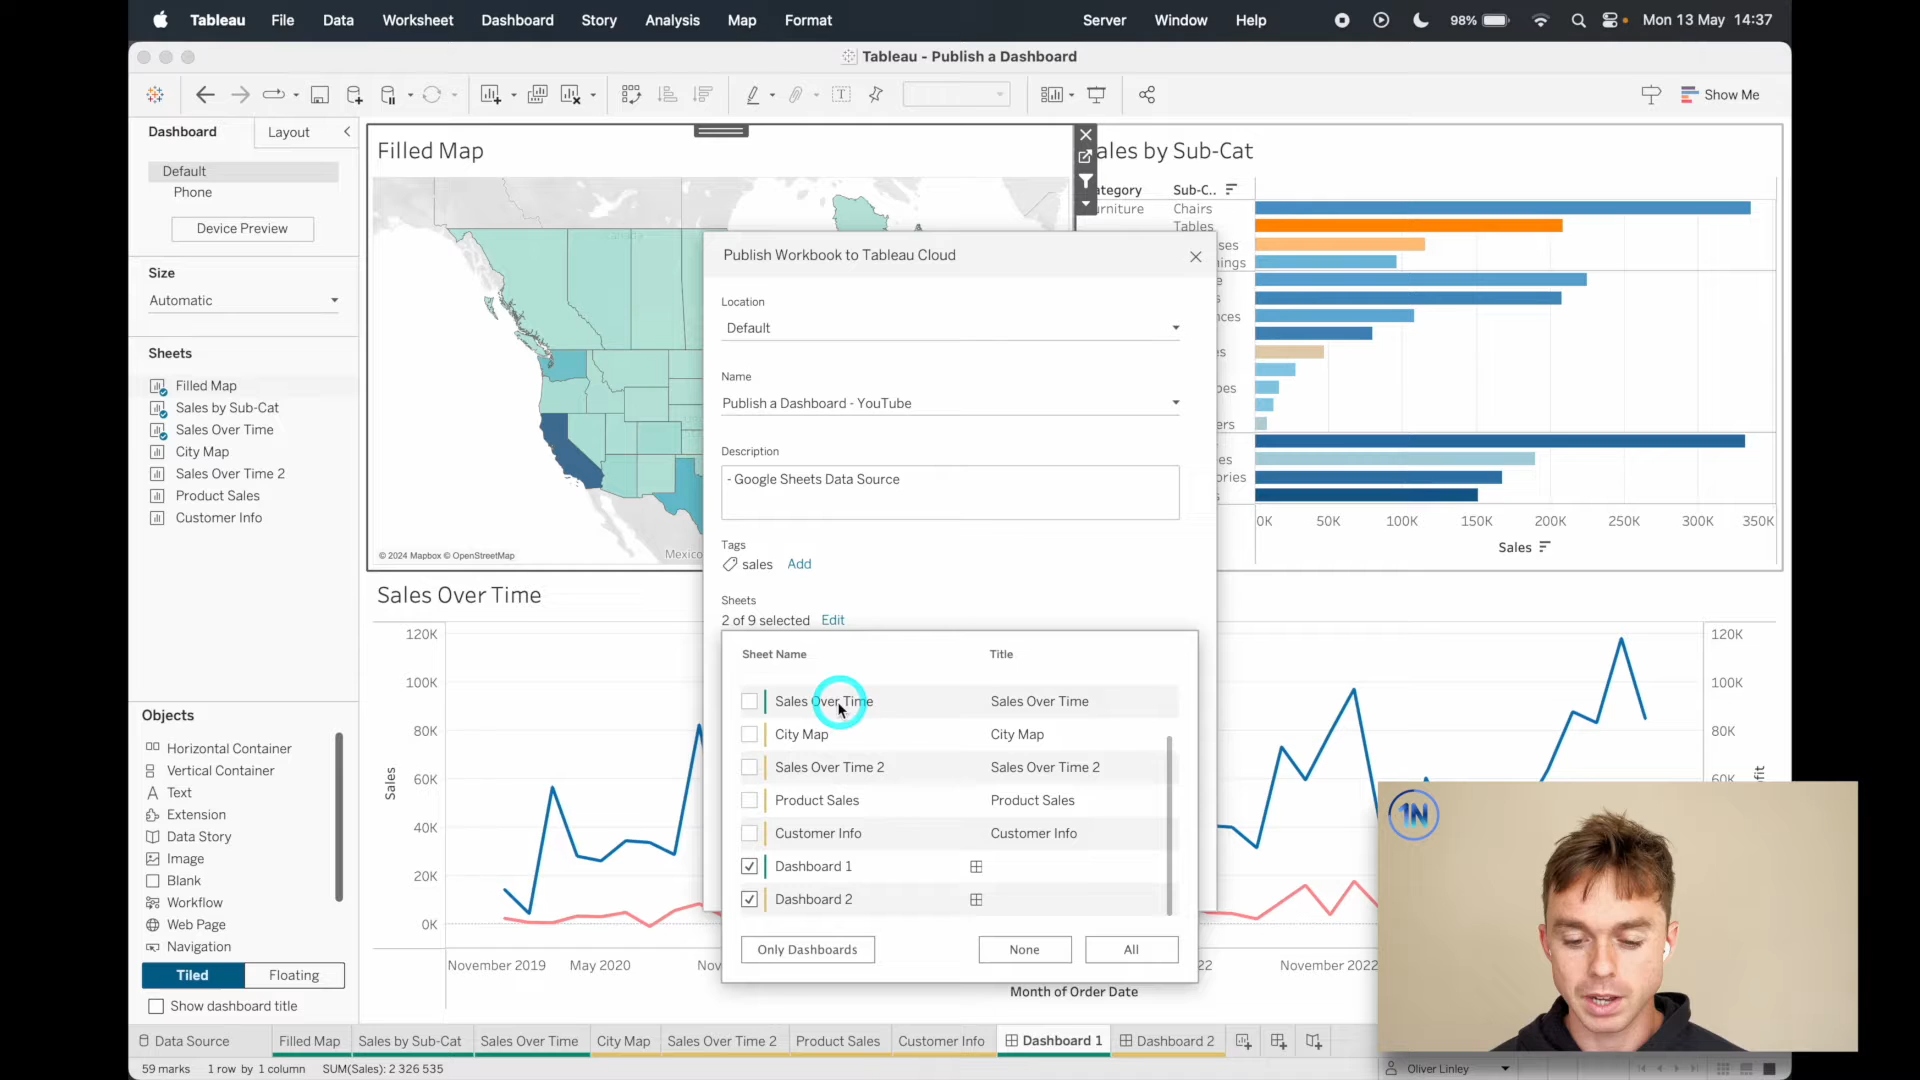 Tableau File Data Worksheet Dashboard Story Analysis Map Format Server Window Help 98% Mon 13 May 14:37
Tableau - Publish a Dashboard
Show Me
Dashboard Layout
Default
Phone
Device Preview
Size
Automatic
Sheets
Filled Map
Sales by Sub-Cat
Sales Over Time
City Map
Sales Over Time 2
Product Sales
Customer Info
Objects
Horizontal Container
Vertical Container
Text
Extension
Data Story
Image
Blank
Workflow
Web Page
Navigation
Tiled Floating
Show dashboard title
Filled Map
© 2024 Mapbox © OpenStreetMap
Mexico
ales by Sub-Cat
ategory Sub-C..
urniture Chairs
Tables
0K 50K 100K 150K 200K 250K 300K 350K
Sales
Sales Over Time
120K
100K
80K
60K
40K
20K
0K
Sales
120K
100K
80K
60K
November 2019 May 2020 Nov 22 November 2022
Month of Order Date
Publish Workbook to Tableau Cloud
Location
Default
Name
Publish a Dashboard - YouTube
Description
- Google Sheets Data Source
Tags
sales Add
Sheets
2 of 9 selected Edit
Sheet Name Title
Sales Over Time Sales Over Time
City Map City Map
Sales Over Time 2 Sales Over Time 2
Product Sales Product Sales
Customer Info Customer Info
Dashboard 1
Dashboard 2
Only Dashboards None All
1N
Data Source Filled Map Sales by Sub-Cat Sales Over Time City Map Sales Over Time 2 Product Sales Customer Info Dashboard 1 Dashboard 2
59 marks 1 row by 1 column SUM(Sales): 2 326 535 Oliver Linley